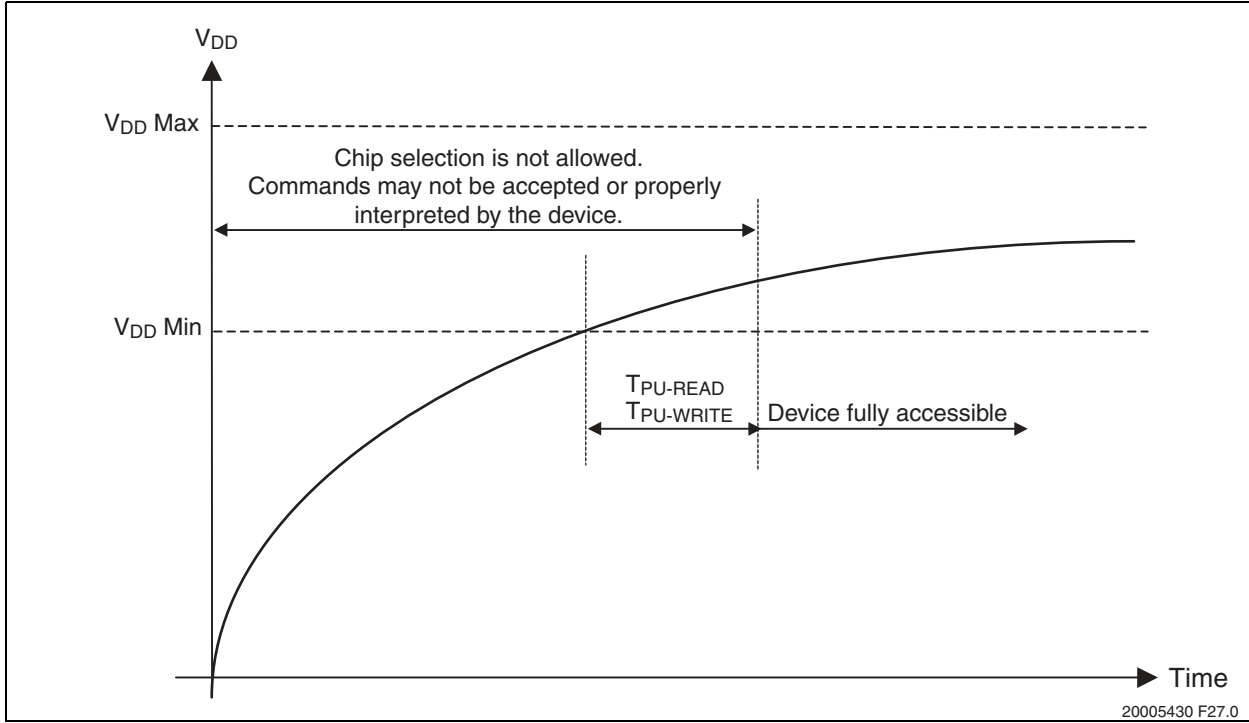 VDD
VDD Max
Chip selection is not allowed.
Commands may not be accepted or properly
interpreted by the device.
VDD Min
TPU-READ
TPU-WRITE
Device fully accessible
Time
20005430 F27.0